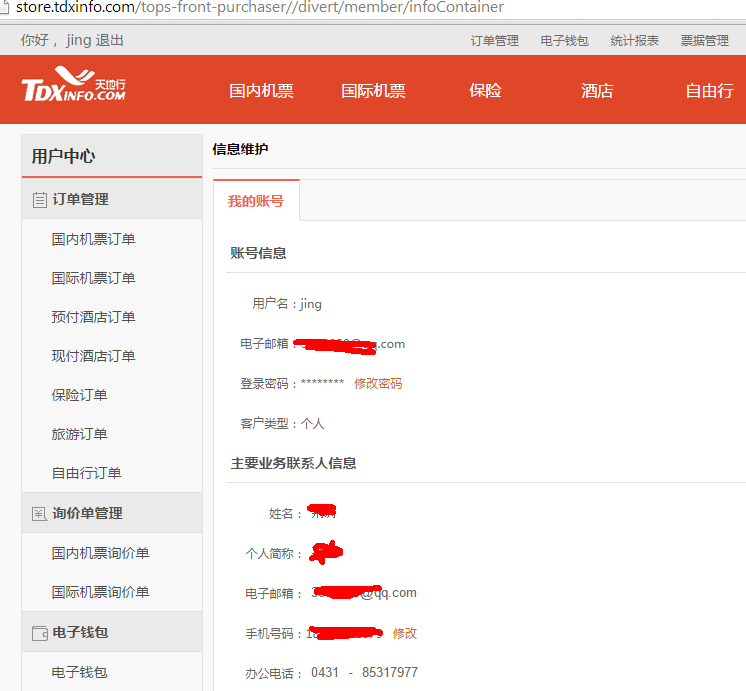 store.tdxinfo.com/tops-front-purchaser//divert/member/infoContainer
你好 ，jing 退出 订单管理 电子钱包 统计报表 票据管理
TDXINFO.COM 天地行
国内机票 国际机票 保险 酒店 自由行
用户中心
订单管理
国内机票订单
国际机票订单
预付酒店订单
现付酒店订单
保险订单
旅游订单
自由行订单
询价单管理
国内机票询价单
国际机票询价单
电子钱包
电子钱包
信息维护
我的账号
账号信息
用户名：jing
电子邮箱： .com
登录密码：******** 修改密码
客户类型：个人
主要业务联系人信息
姓名：
个人简称：
电子邮箱： @qq.com
手机号码： 修改
办公电话： 0431 - 85317977